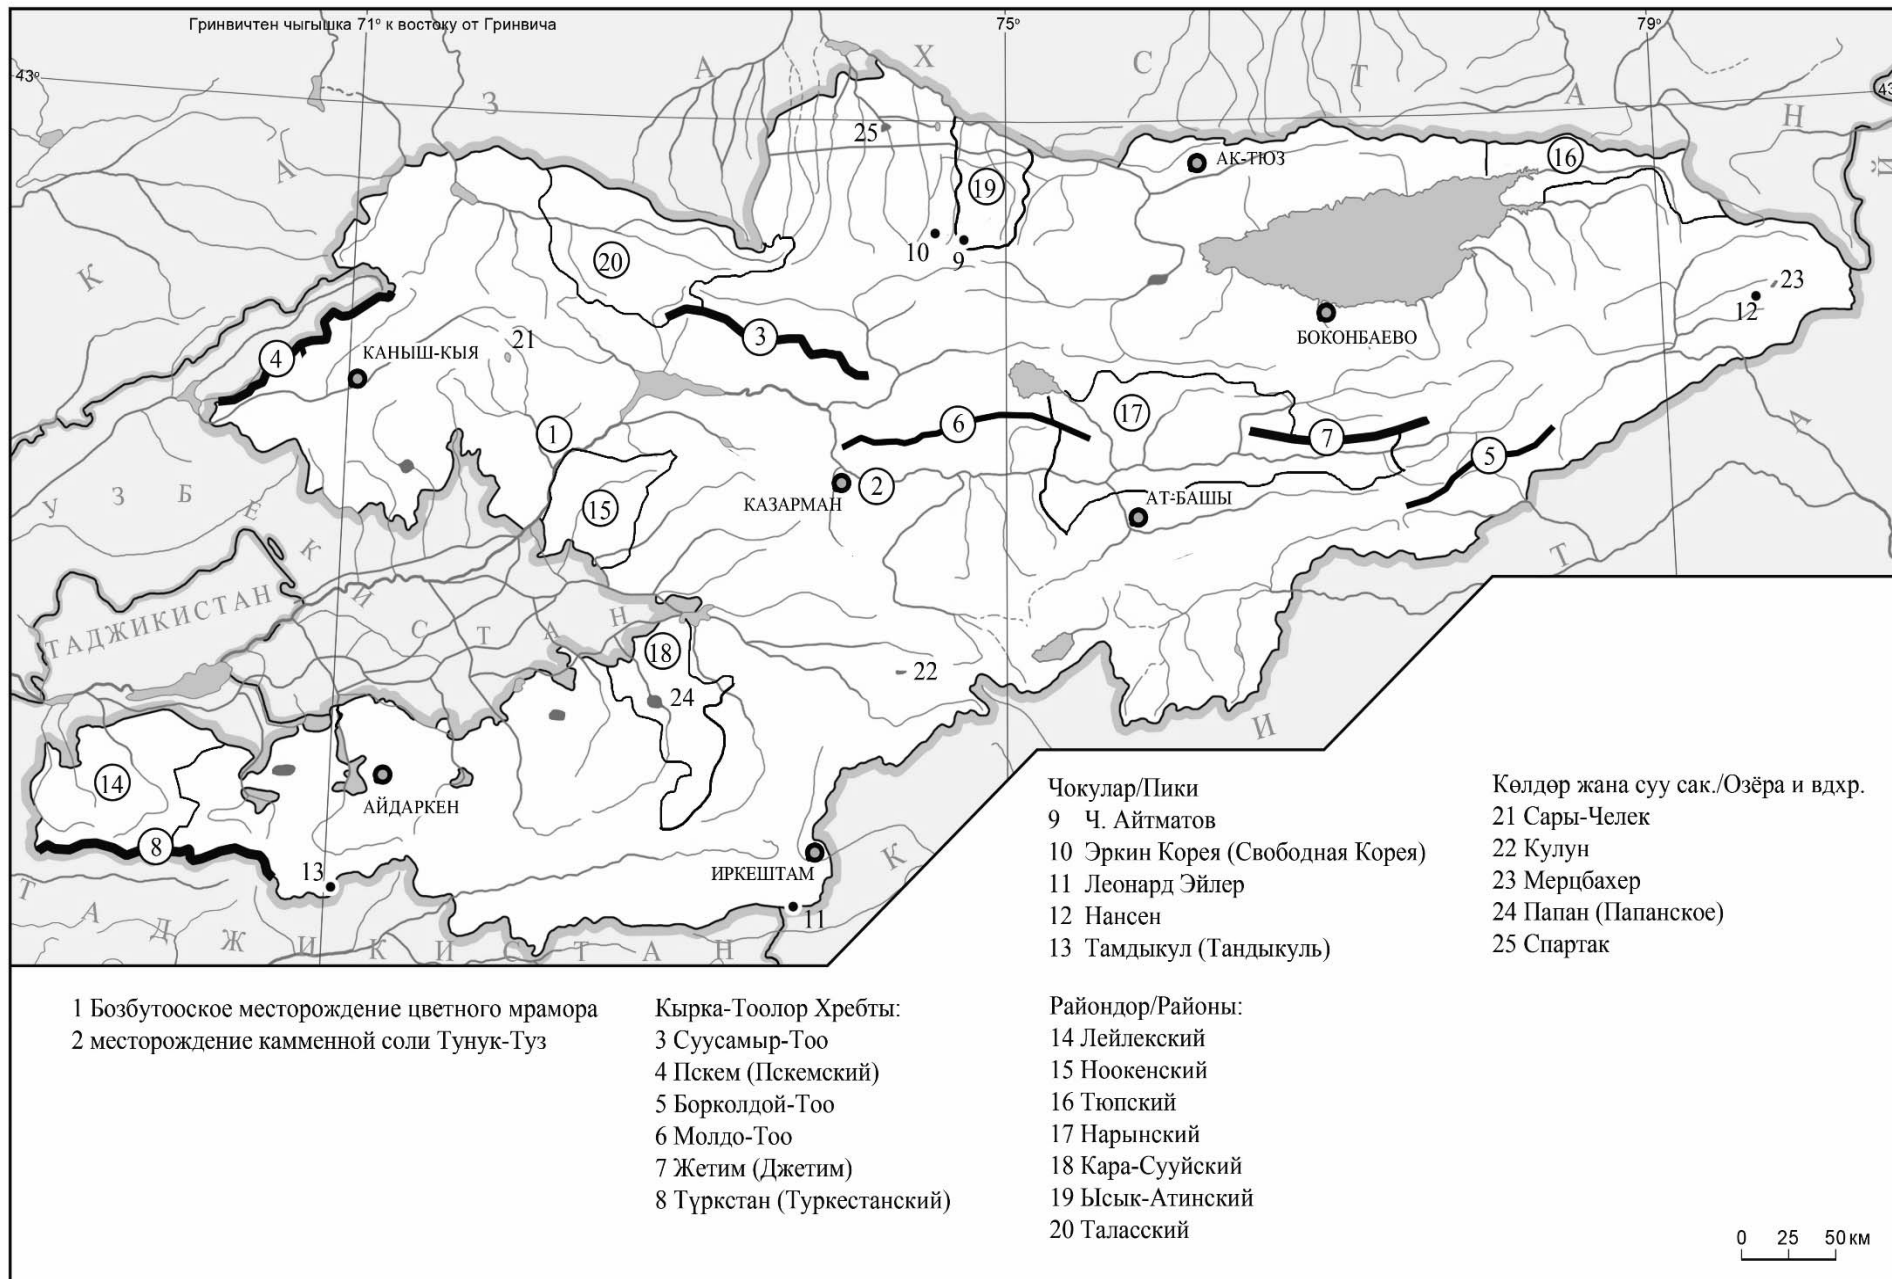 Гринвичтен чыгышка 71° к востоку от Гринвича
75°
79°
43°
43
К А З А Х С Т А Н
К И Т А Й
У З Б Е К И С Т А Н
ТАДЖИКИСТАН
Т А Д Ж И К И С Т А Н
25
АК-ТЮЗ
16
19
10
9
20
23
12
3
БОКОНБАЕВО
4
КАНЫШ-КЫЯ
21
1
6
17
7
5
КАЗАРМАН
2
АТ-БАШЫ
15
18
22
24
14
АЙДАРКЕН
8
13
ИРКЕШТАМ
11
1 Бозбутооское месторождение цветного мрамора
2 месторождение камменной соли Тунук-Туз
Кырка-Тоолор Хребты:
3 Суусамыр-Тоо
4 Пскем (Пскемский)
5 Борколдой-Тоо
6 Молдо-Тоо
7 Жетим (Джетим)
8 Түркстан (Туркестанский)
Чокулар/Пики
9 Ч. Айтматов
10 Эркин Корея (Свободная Корея)
11 Леонард Эйлер
12 Нансен
13 Тамдыкул (Тандыкуль)
Райондор/Районы:
14 Лейлекский
15 Ноокенский
16 Тюпский
17 Нарынский
18 Кара-Сууйский
19 Ысык-Атинский
20 Таласский
Көлдөр жана суу сак./Озёра и вдхр.
21 Сары-Челек
22 Кулун
23 Мерцбахер
24 Папан (Папанское)
25 Спартак
0 25 50 км